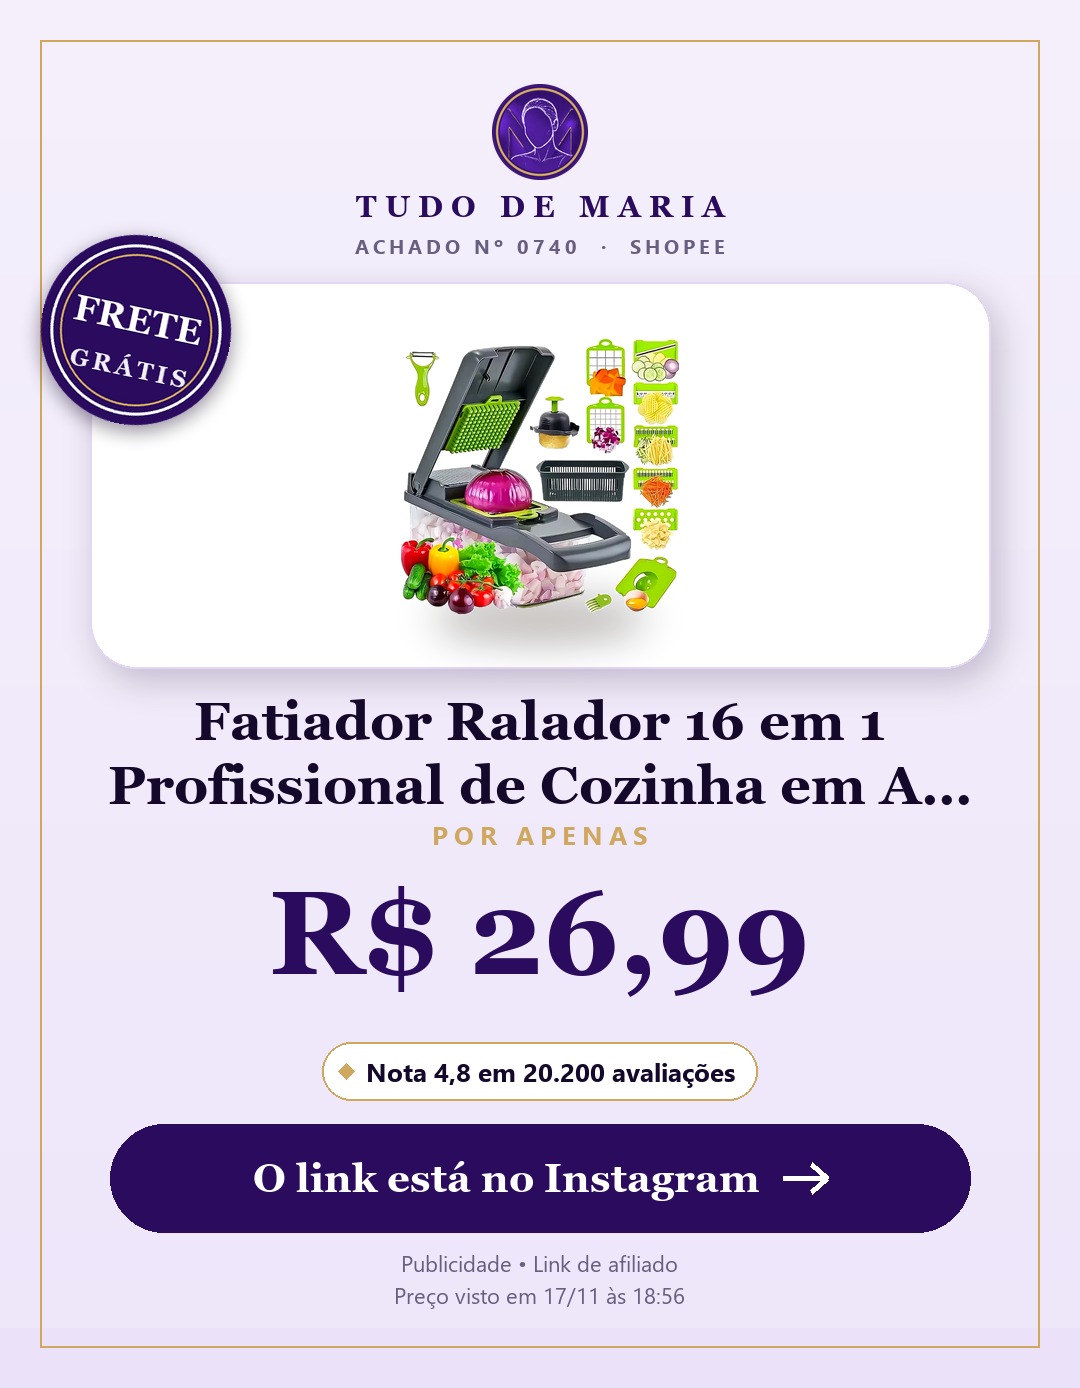 TUDO DE MARIA
ACHADO Nº 0740 · SHOPEE
FRETE
GRÁTIS
Fatiador Ralador 16 em 1
Profissional de Cozinha em A...
POR APENAS
R$ 26,99
Nota 4,8 em 20.200 avaliações
O link está no Instagram →
Publicidade • Link de afiliado
Preço visto em 17/11 às 18:56